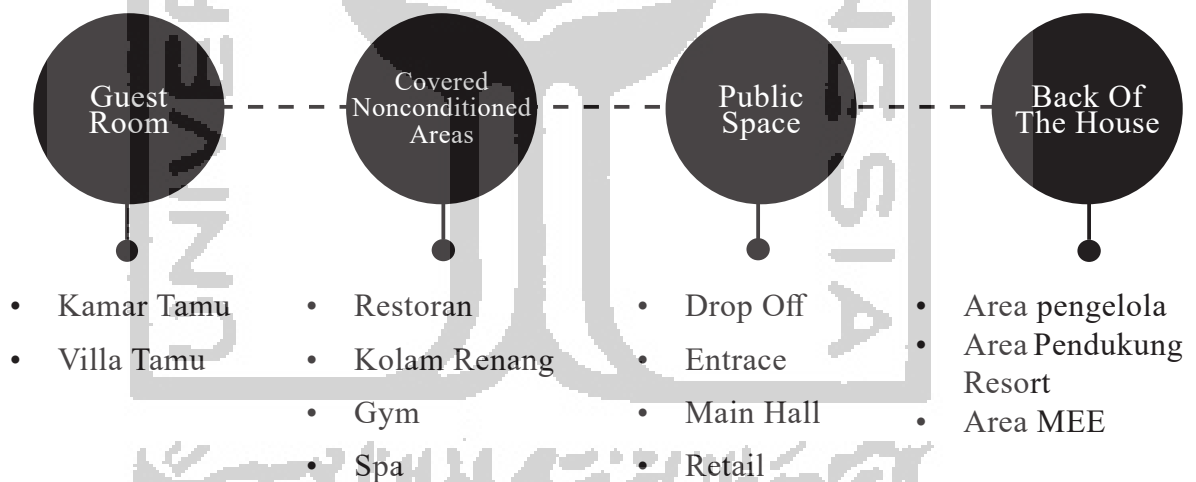 Guest
Room
Covered
Nonconditioned
Areas
Public
Space
Back Of
The House
• Kamar Tamu
• Villa Tamu
• Restoran
• Kolam Renang
• Gym
• Spa
• Drop Off
• Entrace
• Main Hall
• Retail
• Area pengelola
• Area Pendukung
Resort
• Area MEE